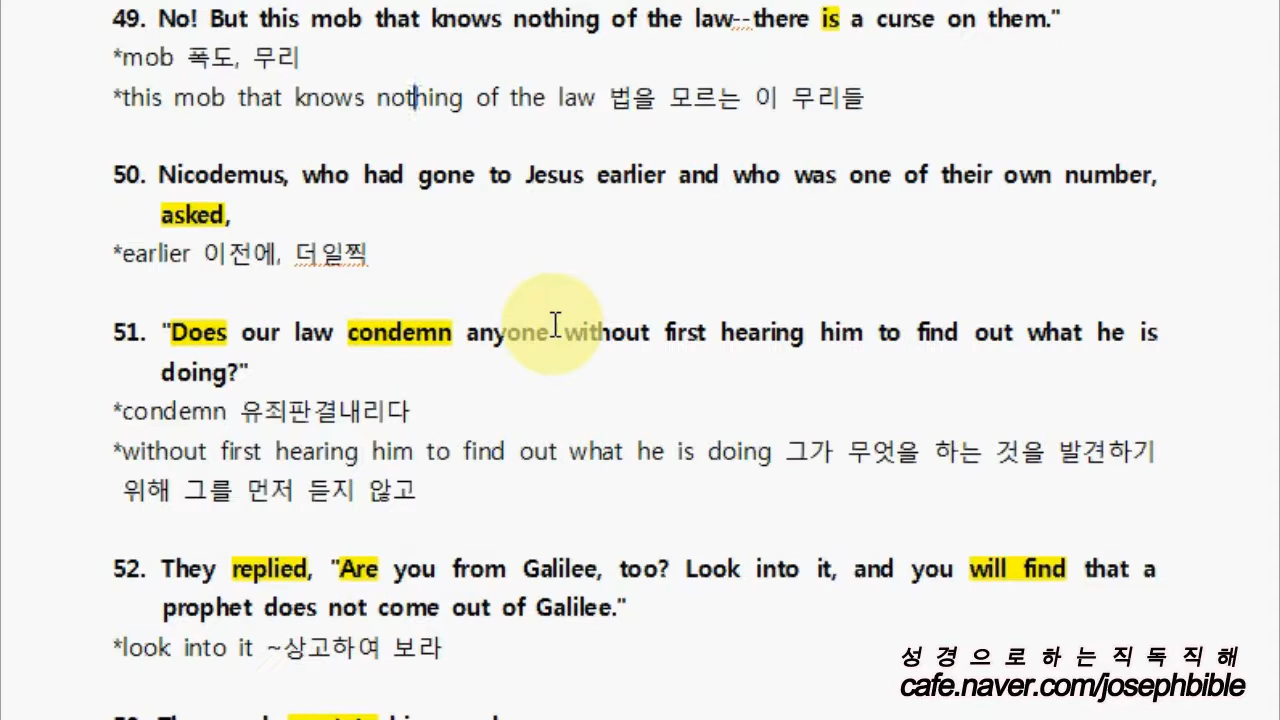 49. No! But this mob that knows nothing of the law--there is a curse on them."
*mob 폭도, 무리
*this mob that knows nothing of the law 법을 모르는 이 무리들
50. Nicodemus, who had gone to Jesus earlier and who was one of their own number,
asked,
*earlier 이전에, 더일찍
51. "Does our law condemn anyone without first hearing him to find out what he is
doing?"
*condemn 유죄판결내리다
*without first hearing him to find out what he is doing 그가 무엇을 하는 것을 발견하기
위해 그를 먼저 듣지 않고
52. They replied, "Are you from Galilee, too? Look into it, and you will find that a
prophet does not come out of Galilee."
*look into it ~상고하여 보라
성 경 으 로 하 는 직 독 직 해
cafe.naver.com/josephbible